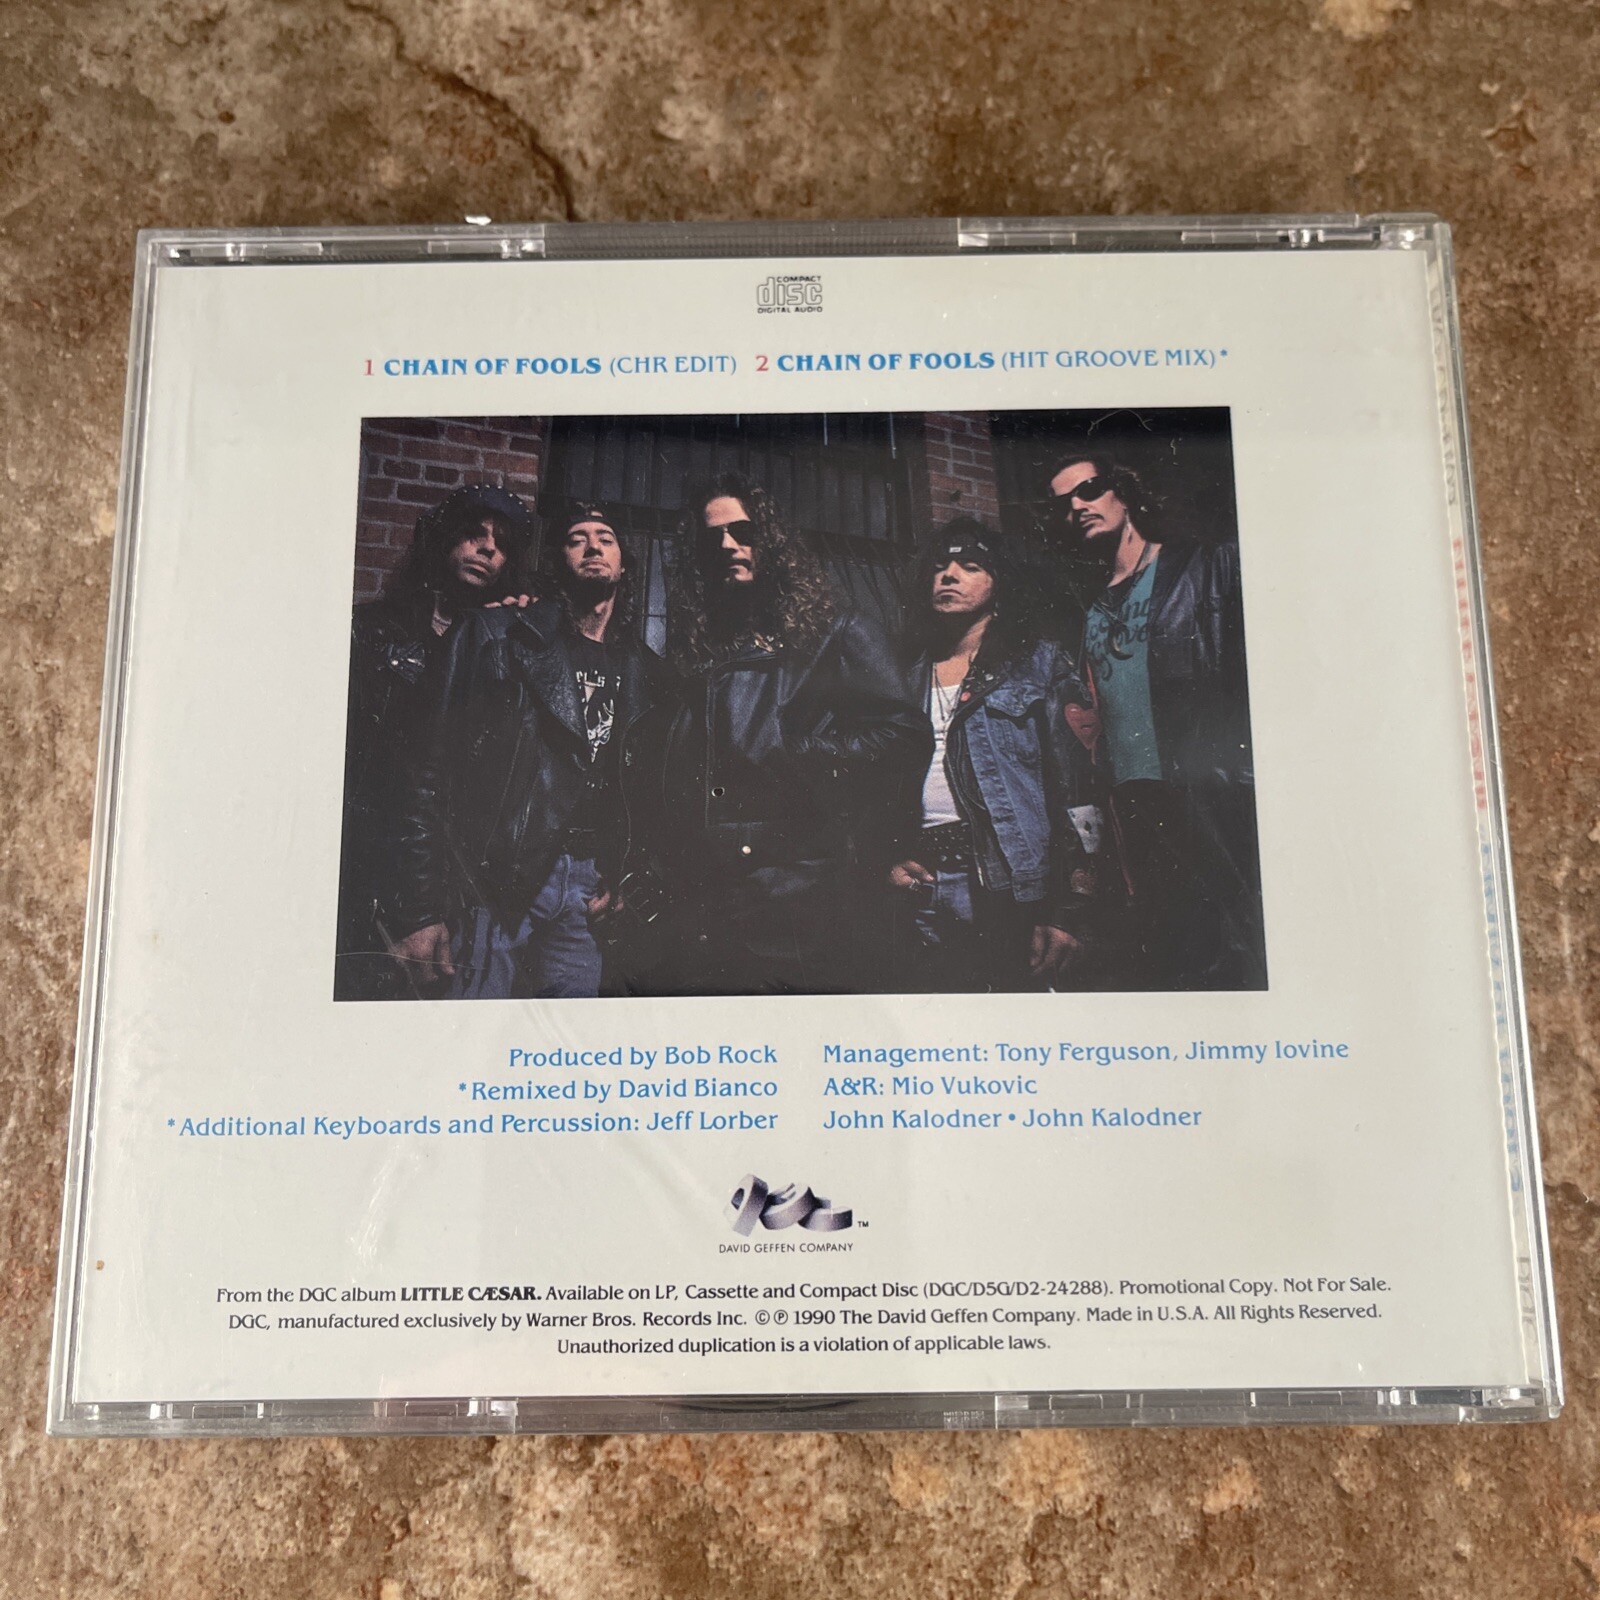 COMPACT
disc
DIGITAL AUDIO
1 CHAIN OF FOOLS (CHR EDIT) 2 CHAIN OF FOOLS (HIT GROOVE MIX)*
Produced by Bob Rock
*Remixed by David Bianco
*Additional Keyboards and Percussion: Jeff Lorber
Management: Tony Ferguson, Jimmy Iovine
A&R: Mio Vukovic
John Kalodner • John Kalodner
DGC ™
DAVID GEFFEN COMPANY
From the DGC album LITTLE CÆSAR. Available on LP, Cassette and Compact Disc (DGC/D5G/D2-24288). Promotional Copy. Not For Sale.
DGC, manufactured exclusively by Warner Bros. Records Inc. ©℗ 1990 The David Geffen Company. Made in U.S.A. All Rights Reserved.
Unauthorized duplication is a violation of applicable laws.